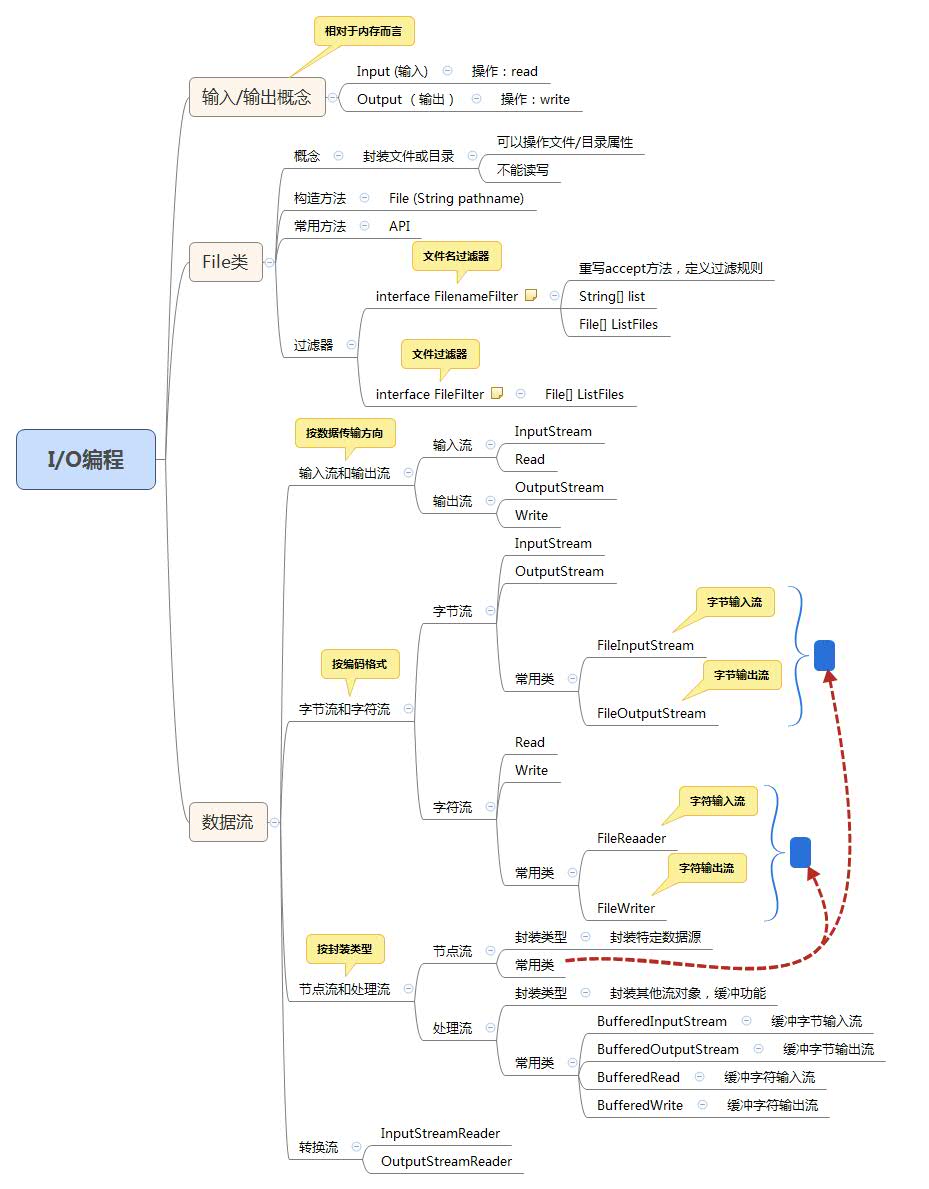 相对于内存而言
输入/输出概念
Input (输入)
操作：read
Output （输出）
操作：write
I/O编程
File类
概念
封装文件或目录
可以操作文件/目录属性
不能读写
构造方法
File (String pathname)
常用方法
API
过滤器
文件名过滤器
interface FilenameFilter
重写accept方法，定义过滤规则
String[] list
File[] ListFiles
文件过滤器
interface FileFilter
File[] ListFiles
数据流
按数据传输方向
输入流和输出流
输入流
InputStream
Read
输出流
OutputStream
Write
按编码格式
字节流和字符流
字节流
InputStream
OutputStream
常用类
字节输入流
FileInputStream
字节输出流
FileOutputStream
字符流
Read
Write
常用类
字符输入流
FileReaader
字符输出流
FileWriter
按封装类型
节点流和处理流
节点流
封装类型
封装特定数据源
常用类
处理流
封装类型
封装其他流对象，缓冲功能
常用类
BufferedInputStream
缓冲字节输入流
BufferedOutputStream
缓冲字节输出流
BufferedRead
缓冲字符输入流
BufferedWrite
缓冲字符输出流
转换流
InputStreamReader
OutputStreamReader